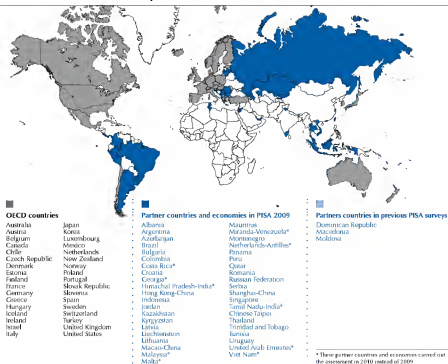 OECD countries
Australia
Austria
Belgium
Canada
Chile
Czech Republic
Denmark
Estonia
Finland
France
Germany
Greece
Hungary
Iceland
Ireland
Israel
Italy
Japan
Korea
Luxembourg
Mexico
Netherlands
New Zealand
Norway
Poland
Portugal
Slovak Republic
Slovenia
Spain
Sweden
Switzerland
Turkey
United Kingdom
United States
Partner countries and economies in PISA 2009
Albania
Argentina
Azerbaijan
Brazil
Bulgaria
Colombia
Costa Rica*
Croatia
Georgia*
Himachal Pradesh-India*
Hong Kong-China
Indonesia
Jordan
Kazakhstan
Kyrgyzstan
Latvia
Liechtenstein
Lithuania
Macao-China
Malaysia*
Malta*
Mauritius
Miranda-Venezuela*
Montenegro
Netherlands-Antilles*
Panama
Peru
Qatar
Romania
Russian Federation
Serbia
Shanghai-China
Singapore
Tamil Nadu-India*
Chinese Taipei
Thailand
Trinidad and Tobago
Tunisia
Uruguay
United Arab Emirates*
Viet Nam*
Partners countries in previous PISA surveys
Dominican Republic
Macedonia
Moldova
* These partner countries and economies carried out
the assessment in 2010 instead of 2009